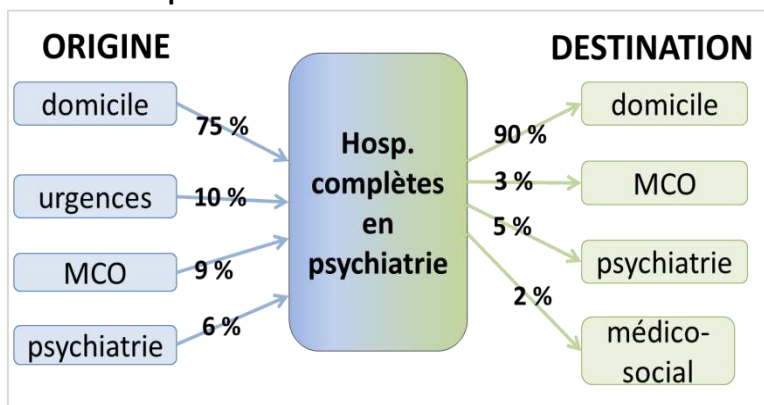 ORIGINE
domicile
75 %
urgences
10 %
MCO
9 %
psychiatrie
6 %
Hosp.
complètes
en
psychiatrie
DESTINATION
90 %
domicile
3 %
MCO
5 %
psychiatrie
2 %
médico-
social